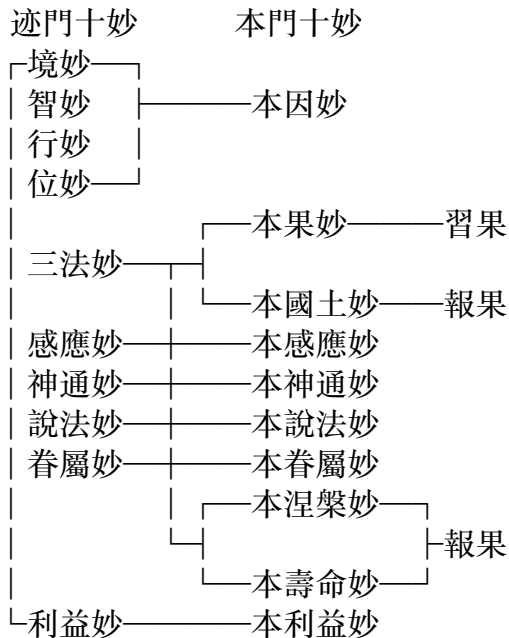 迹門十妙 本門十妙
境妙
智妙 本因妙
行妙
位妙
本果妙 習果
三法妙
本國土妙 報果
感應妙 本感應妙
神通妙 本神通妙
說法妙 本說法妙
眷屬妙 本眷屬妙
本涅槃妙
報果
本壽命妙
利益妙 本利益妙